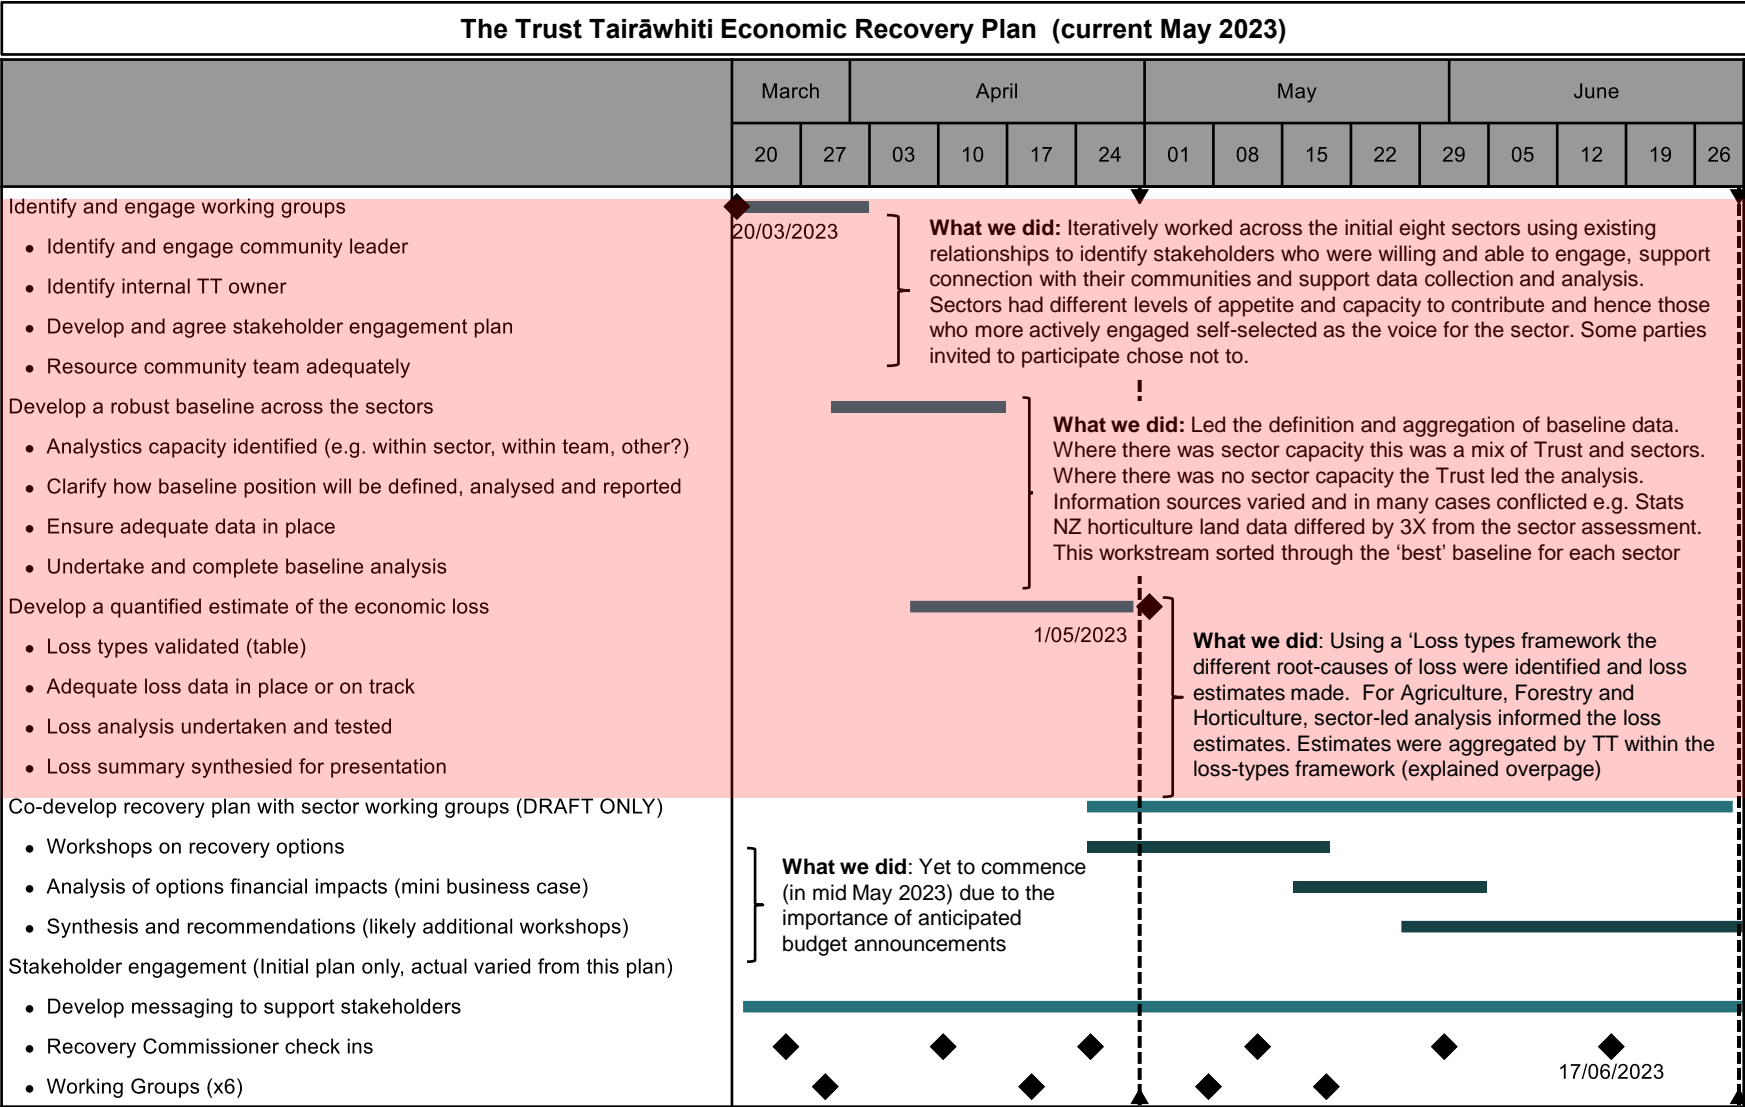 The Trust Tairāwhiti Economic Recovery Plan (current May 2023)
March April May June
20 27 03 10 17 24 01 08 15 22 29 05 12 19 26
Identify and engage working groups
20/03/2023
• Identify and engage community leader
• Identify internal TT owner
• Develop and agree stakeholder engagement plan
• Resource community team adequately
What we did: Iteratively worked across the initial eight sectors using existing
relationships to identify stakeholders who were willing and able to engage, support
connection with their communities and support data collection and analysis.
Sectors had different levels of appetite and capacity to contribute and hence those
who more actively engaged self-selected as the voice for the sector. Some parties
invited to participate chose not to.
Develop a robust baseline across the sectors
• Analystics capacity identified (e.g. within sector, within team, other?)
• Clarify how baseline position will be defined, analysed and reported
• Ensure adequate data in place
• Undertake and complete baseline analysis
What we did: Led the definition and aggregation of baseline data.
Where there was sector capacity this was a mix of Trust and sectors.
Where there was no sector capacity the Trust led the analysis.
Information sources varied and in many cases conflicted e.g. Stats
NZ horticulture land data differed by 3X from the sector assessment.
This workstream sorted through the ‘best’ baseline for each sector
Develop a quantified estimate of the economic loss
1/05/2023
• Loss types validated (table)
• Adequate loss data in place or on track
• Loss analysis undertaken and tested
• Loss summary synthesied for presentation
What we did: Using a ‘Loss types framework the
different root-causes of loss were identified and loss
estimates made. For Agriculture, Forestry and
Horticulture, sector-led analysis informed the loss
estimates. Estimates were aggregated by TT within the
loss-types framework (explained overpage)
Co-develop recovery plan with sector working groups (DRAFT ONLY)
• Workshops on recovery options
• Analysis of options financial impacts (mini business case)
• Synthesis and recommendations (likely additional workshops)
What we did: Yet to commence
(in mid May 2023) due to the
importance of anticipated
budget announcements
Stakeholder engagement (Initial plan only, actual varied from this plan)
• Develop messaging to support stakeholders
• Recovery Commissioner check ins
17/06/2023
• Working Groups (x6)